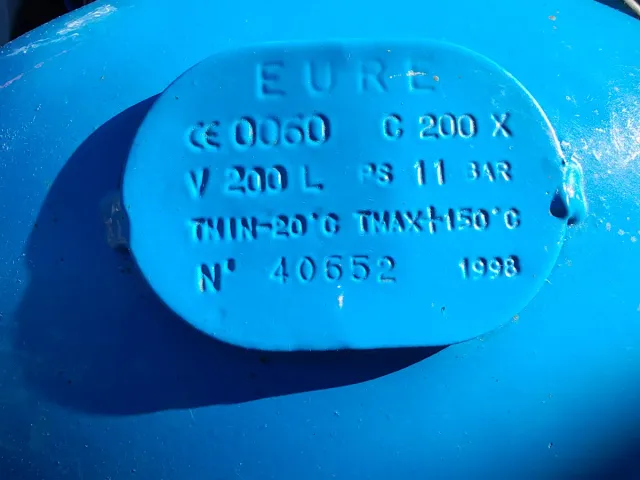 EURE
CE 0060 C 200 X
V 200 L PS 11 BAR
TMIN-20°C TMAX+150°C
N° 40652 1998